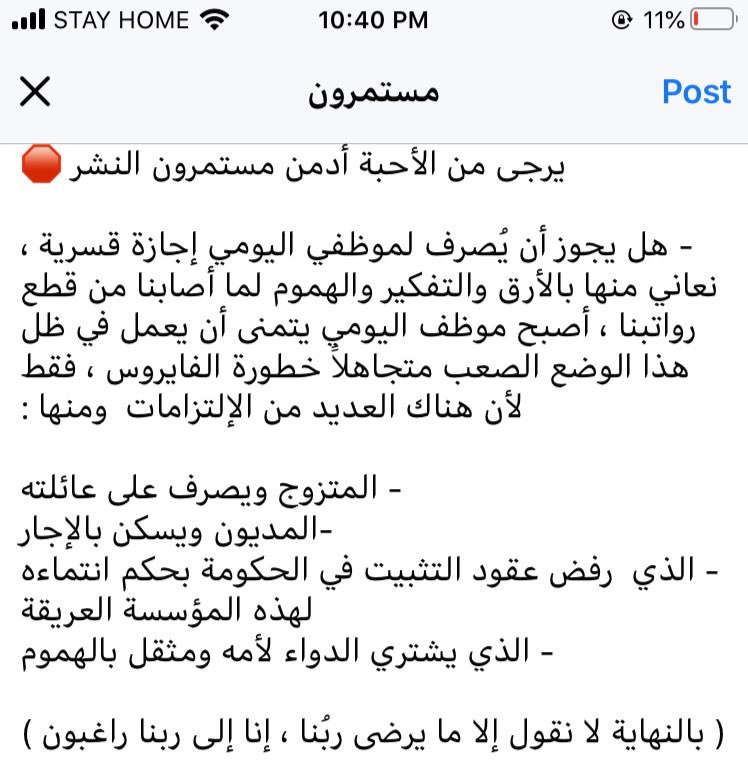 STAY HOME 10:40 PM 11%
مستمرون Post
يرجى من الأحبة أدمن مستمرون النشر 🛑
- هل يجوز أن يُصرف لموظفي اليومي إجازة قسرية ،
نعاني منها بالأرق والتفكير والهموم لما أصابنا من قطع
رواتبنا ، أصبح موظف اليومي يتمنى أن يعمل في ظل
هذا الوضع الصعب متجاهلاً خطورة الفايروس ، فقط
لأن هناك العديد من الإلتزامات  ومنها :
- المتزوج ويصرف على عائلته
-المديون ويسكن بالإجار
- الذي  رفض عقود التثبيت في الحكومة بحكم انتماءه
لهذه المؤسسة العريقة
- الذي يشتري الدواء لأمه ومثقل بالهموم
( بالنهاية لا نقول إلا ما يرضى ربُنا ، إنا إلى ربنا راغبون )